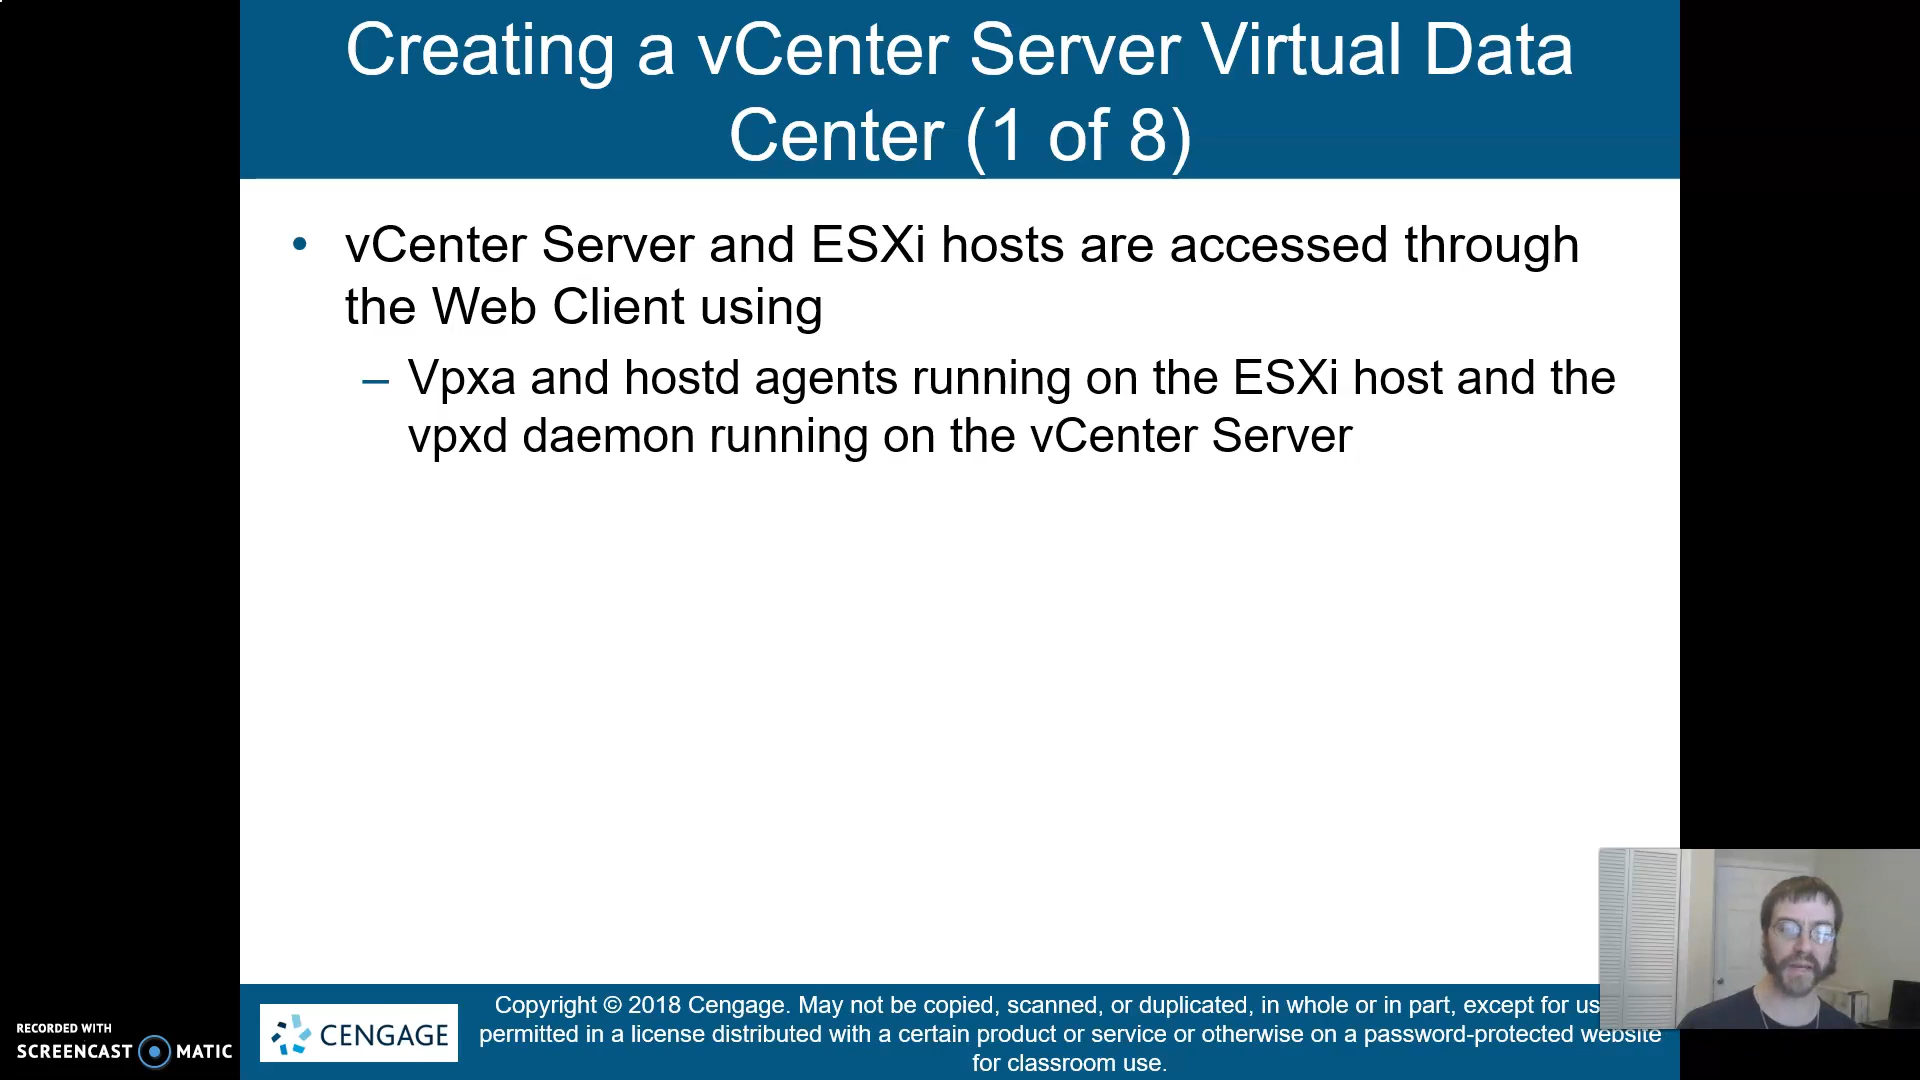 Creating a vCenter Server Virtual Data
Center (1 of 8)
• vCenter Server and ESXi hosts are accessed through
the Web Client using
– Vpxa and hostd agents running on the ESXi host and the
vpxd daemon running on the vCenter Server
Copyright © 2018 Cengage. May not be copied, scanned, or duplicated, in whole or in part, except for us
permitted in a license distributed with a certain product or service or otherwise on a password-protected website
for classroom use.
CENGAGE
RECORDED WITH
SCREENCAST MATIC